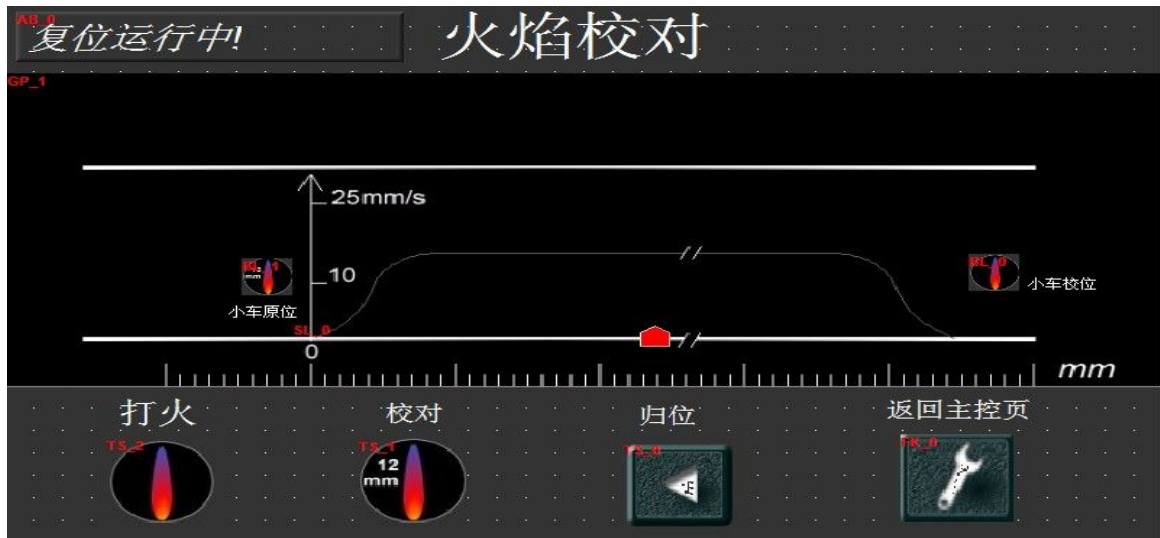 AB_0
复位运行中!
火焰校对
GP_1
25mm/s
10
小车原位
小车校位
SL_0
0
mm
打火
校对
归位
返回主控页
TS_2
TS_1
12
mm
TS_0